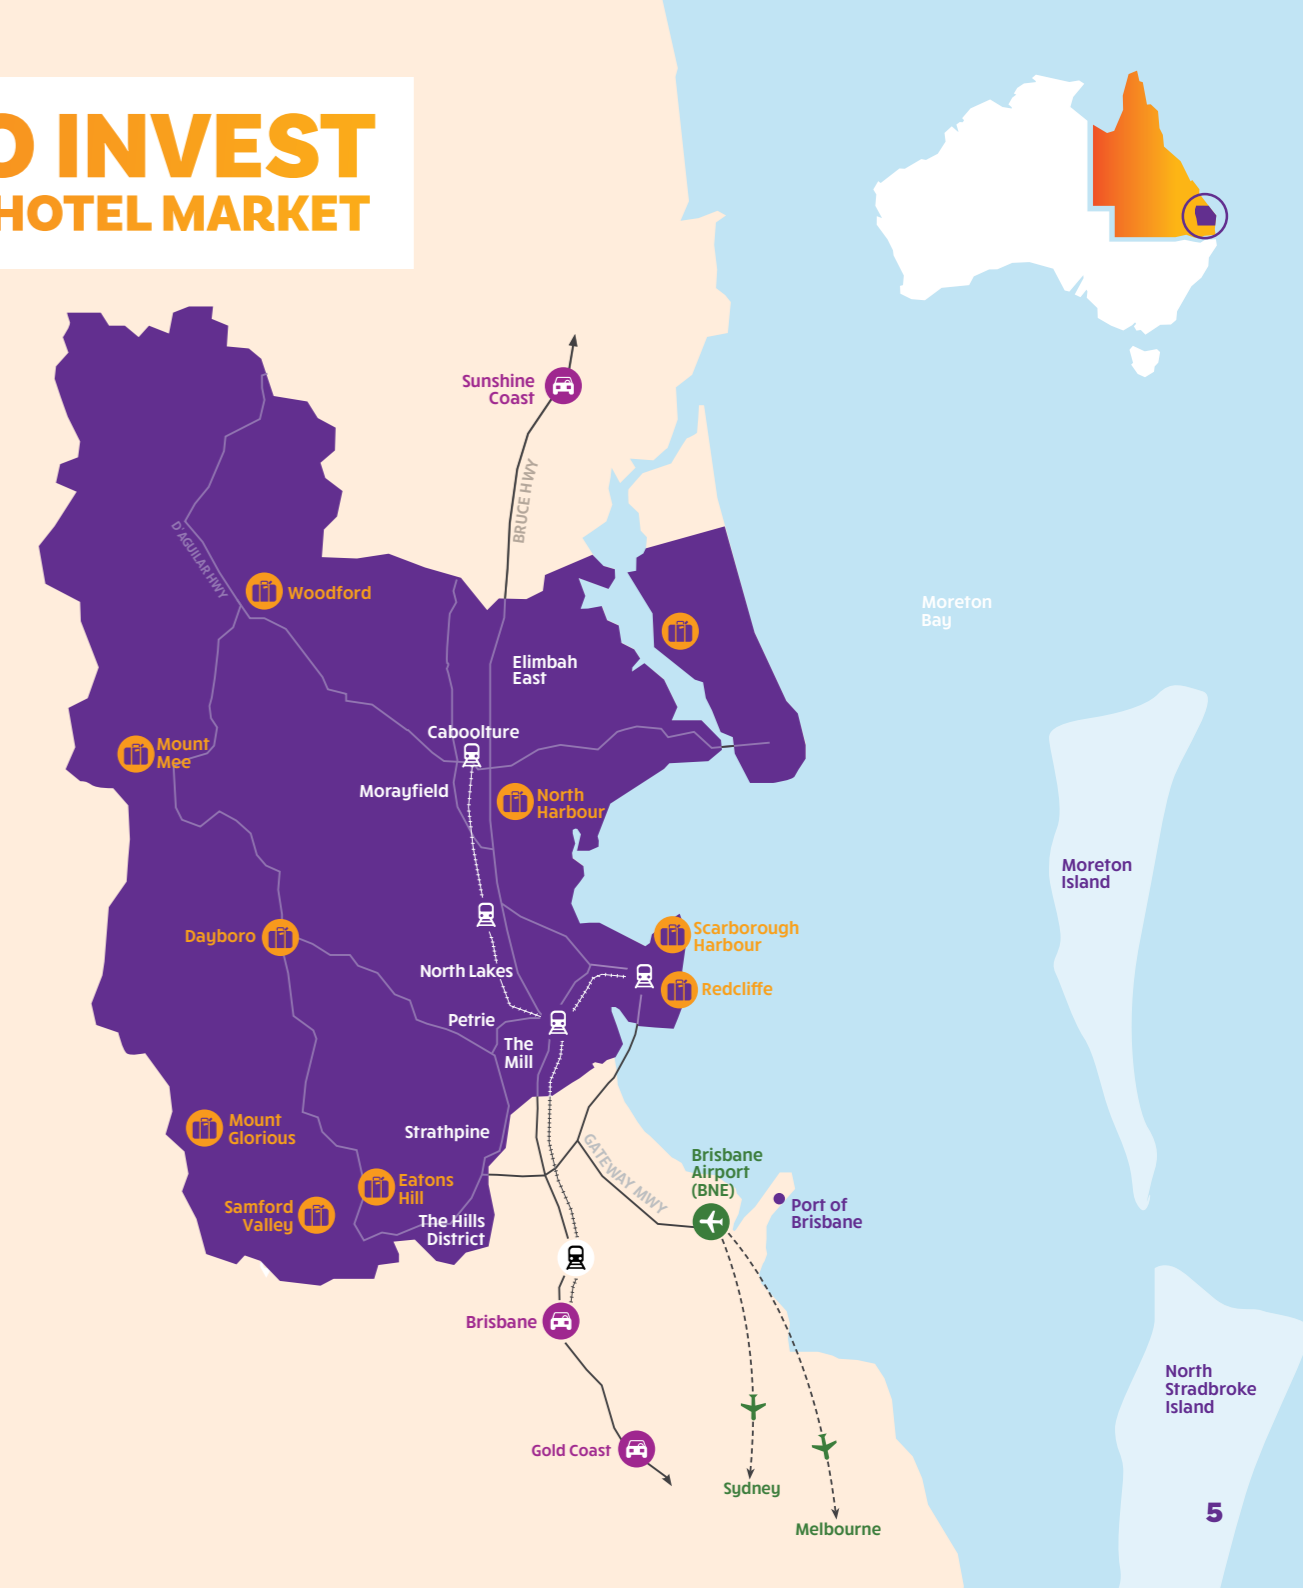 O INVEST
HOTEL MARKET
Sunshine
Coast
BRUCE HWY
D'AGUILAR HWY
Woodford
Moreton
Bay
Elimbah
East
Caboolture
Mount
Mee
Morayfield
North
Harbour
Moreton
Island
Dayboro
Scarborough
Harbour
North Lakes
Redcliffe
Petrie
The
Mill
Mount
Glorious
Strathpine
GATEWAY MWY
Brisbane
Airport
(BNE)
Eatons
Hill
Samford
Valley
Port of
Brisbane
The Hills
District
Brisbane
North
Stradbroke
Island
Gold Coast
Sydney
Melbourne
5